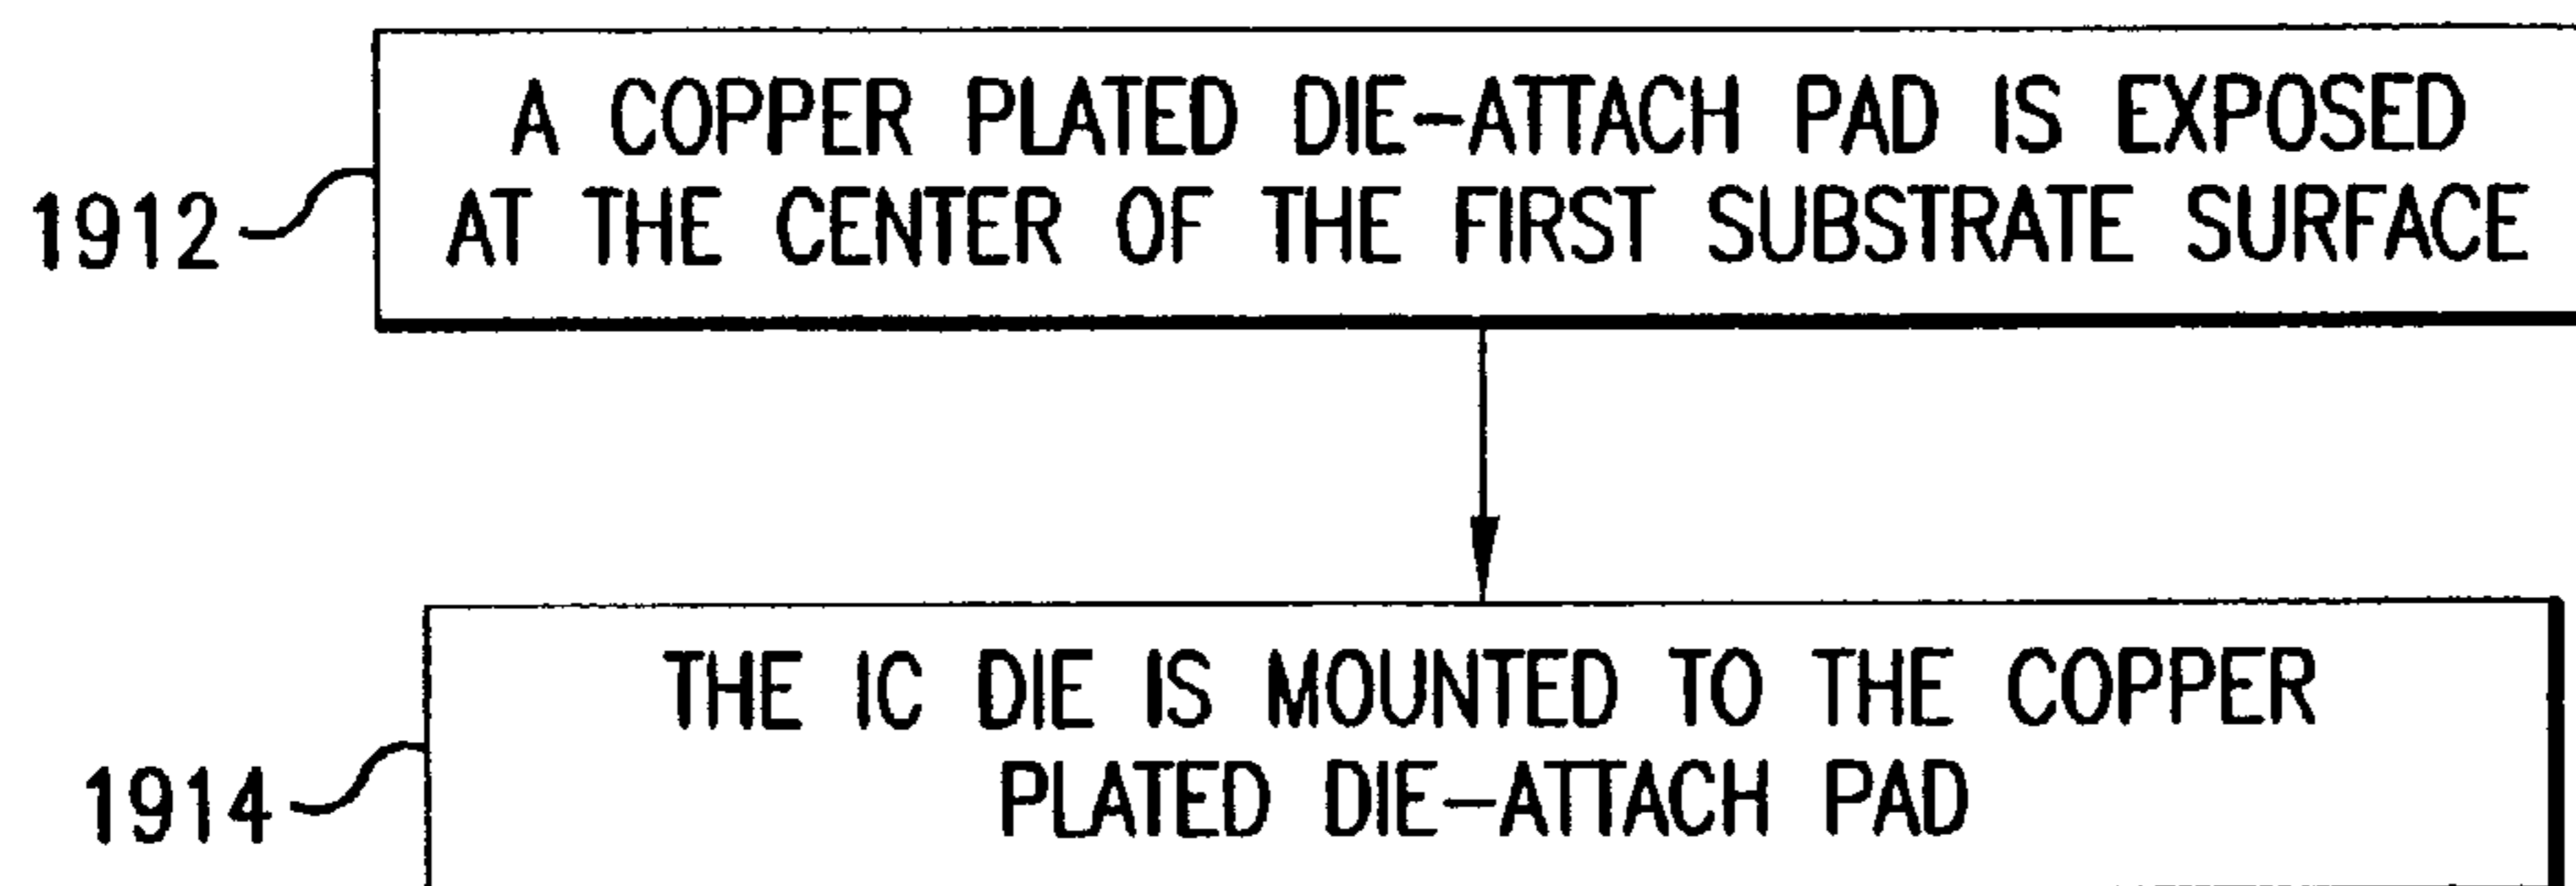 A COPPER PLATED DIE-ATTACH PAD IS EXPOSED
1912
AT THE CENTER OF THE FIRST SUBSTRATE SURFACE
THE IC DIE IS MOUNTED TO THE COPPER
1914
PLATED DIE-ATTACH PAD